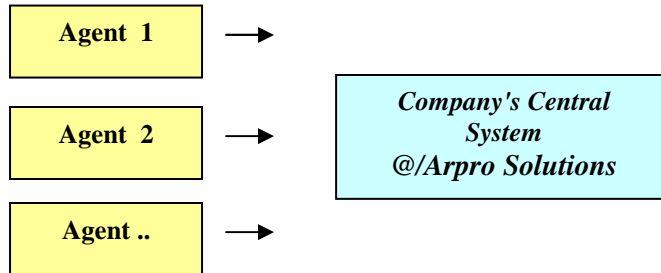 Agent 1
Company's Central
System
@/Arpro Solutions
Agent 2
Agent ..